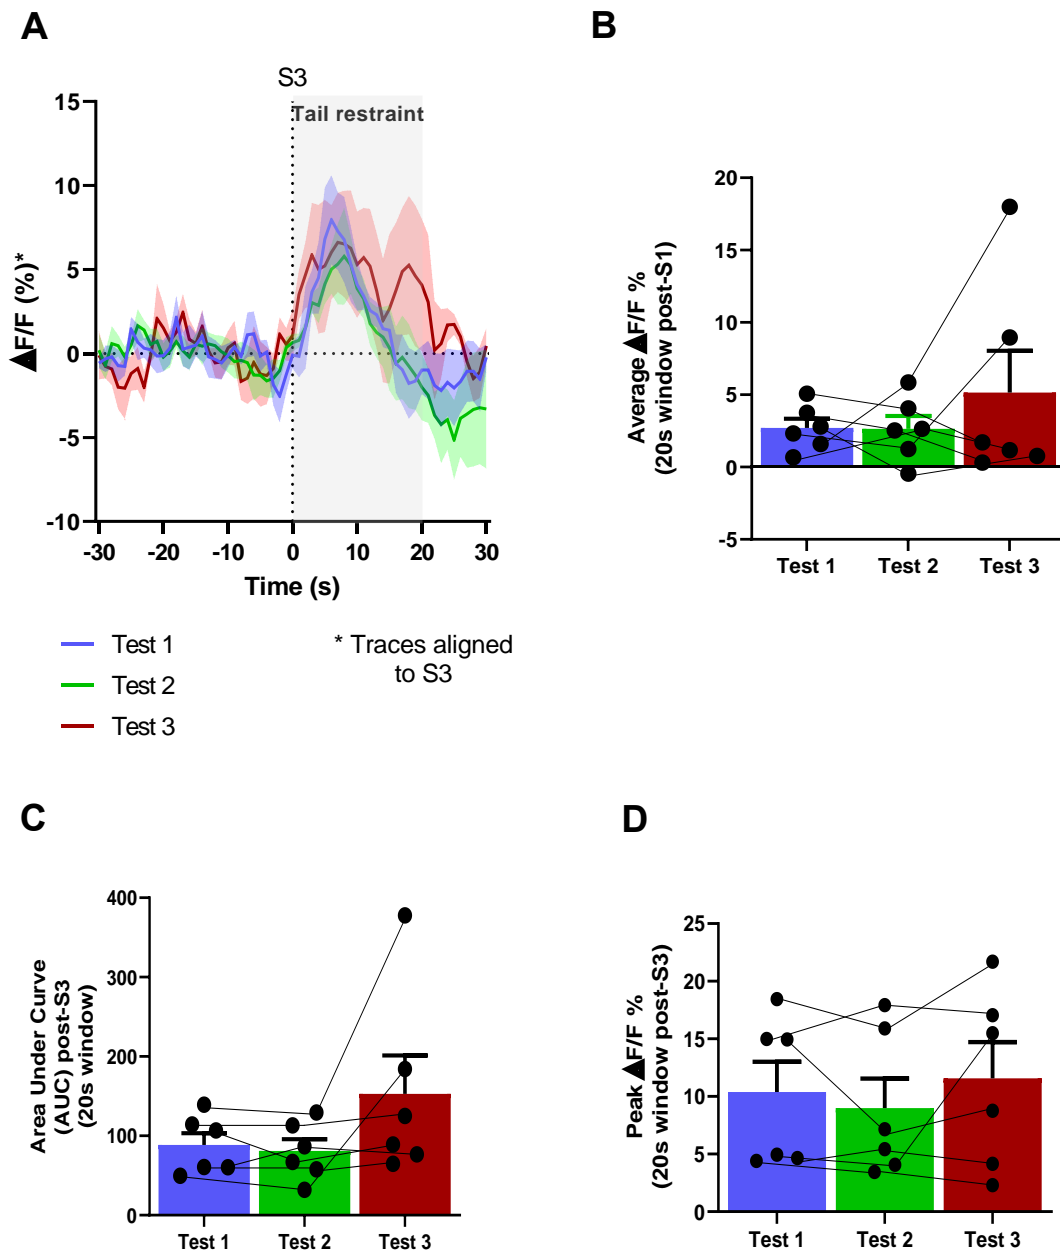 A
S3
Tail restraint
15
10
5
0
-5
-10
▲F/F (%)*
-30
-20
-10
0
10
20
30
Time (s)
Test 1
Test 2
Test 3
* Traces aligned
to S3
B
20
15
10
5
0
-5
Average ▲F/F %
(20s window post-S1)
Test 1
Test 2
Test 3
C
400
300
200
100
0
Area Under Curve
(AUC) post-S3
(20s window)
Test 1
Test 2
Test 3
D
25
20
15
10
5
0
Peak ▲F/F %
(20s window post-S3)
Test 1
Test 2
Test 3